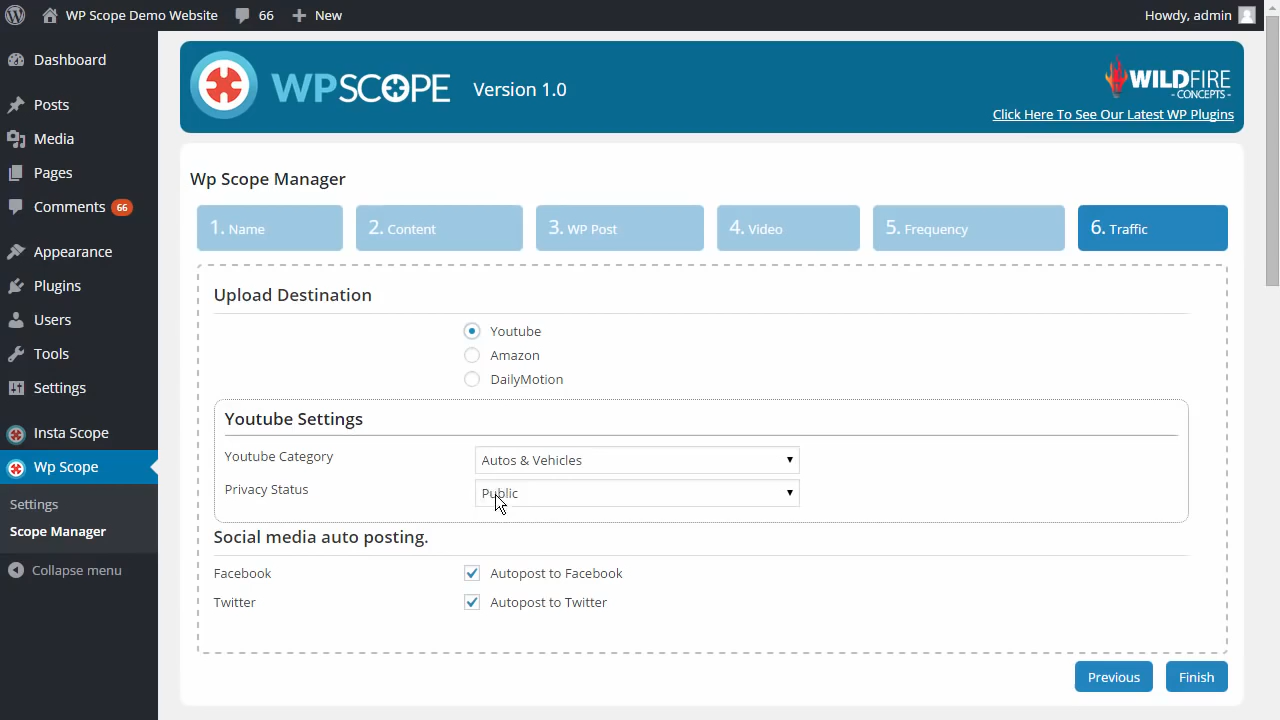 WP Scope Demo Website 66 New Howdy, admin
Dashboard
Posts
Media
Pages
Comments 66
Appearance
Plugins
Users
Tools
Settings
Insta Scope
Wp Scope
Settings
Scope Manager
Collapse menu
WPSCOPE Version 1.0
WILDFIRE
- CONCEPTS -
Click Here To See Our Latest WP Plugins
Wp Scope Manager
1. Name 2. Content 3. WP Post 4. Video 5. Frequency 6. Traffic
Upload Destination
Youtube
Amazon
DailyMotion
Youtube Settings
Youtube Category Autos & Vehicles
Privacy Status Public
Social media auto posting.
Facebook Autopost to Facebook
Twitter Autopost to Twitter
Previous Finish